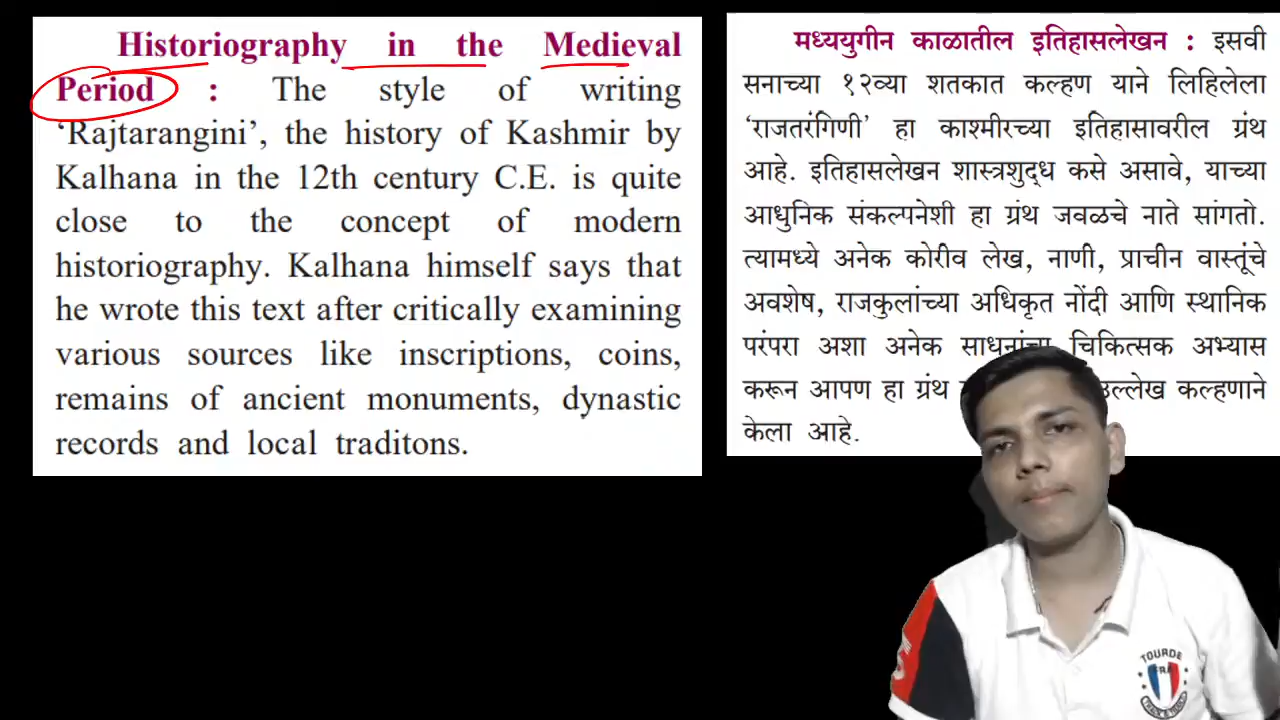 Historiography in the Medieval
Period : The style of writing
‘Rajtarangini’, the history of Kashmir by
Kalhana in the 12th century C.E. is quite
close to the concept of modern
historiography. Kalhana himself says that
he wrote this text after critically examining
various sources like inscriptions, coins,
remains of ancient monuments, dynastic
records and local traditons.
मध्ययुगीन काळातील इतिहासलेखन : इसवी
सनाच्या १२व्या शतकात कल्हण याने लिहिलेला
‘राजतरंगिणी’ हा काश्मीरच्या इतिहासावरील ग्रंथ
आहे. इतिहासलेखन शास्त्रशुद्ध कसे असावे, याच्या
आधुनिक संकल्पनेशी हा ग्रंथ जवळचे नाते सांगतो.
त्यामध्ये अनेक कोरीव लेख, नाणी, प्राचीन वास्तूंचे
अवशेष, राजकुलांच्या अधिकृत नोंदी आणि स्थानिक
परंपरा अशा अनेक साधनांचा चिकित्सक अभ्यास
करून आपण हा ग्रंथ उल्लेख कल्हणाने
केला आहे.
TOURDE